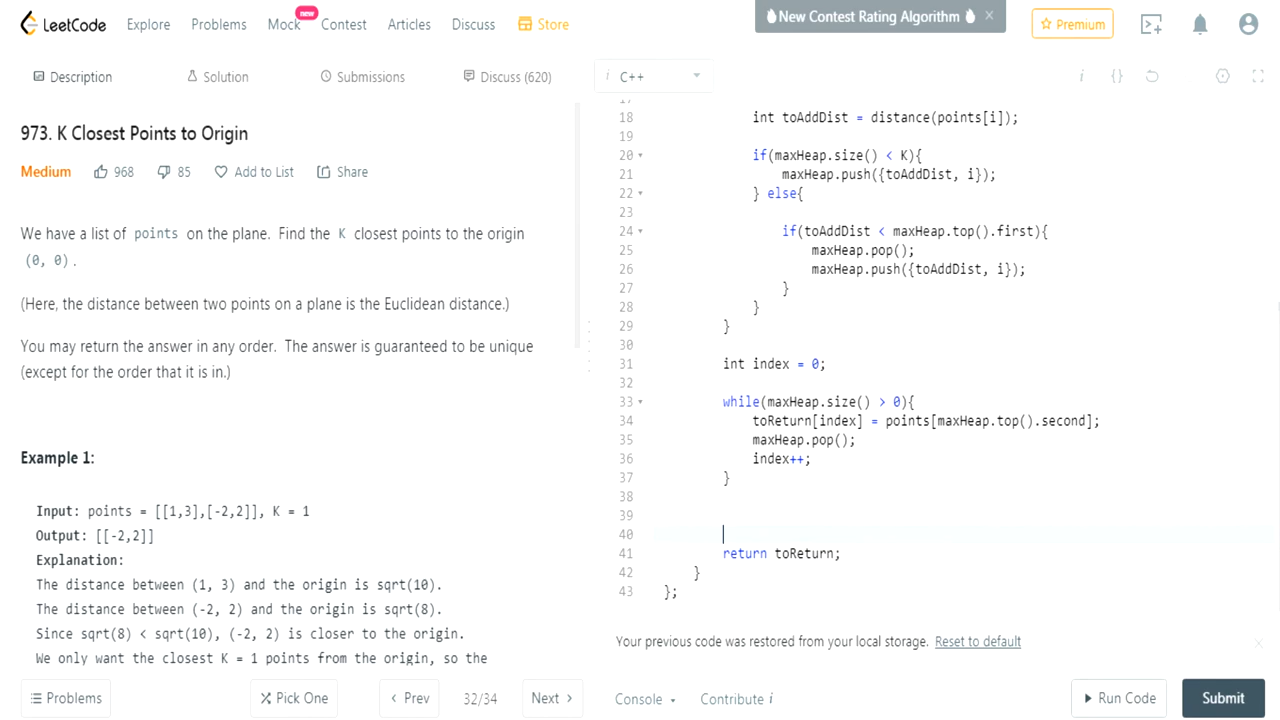 LeetCode Explore Problems Mock new Contest Articles Discuss Store New Contest Rating Algorithm × Premium
Description Solution Submissions Discuss (620) i C++ i {}
973. K Closest Points to Origin
Medium 968 85 Add to List Share
We have a list of points on the plane. Find the K closest points to the origin
(0, 0).
(Here, the distance between two points on a plane is the Euclidean distance.)
You may return the answer in any order. The answer is guaranteed to be unique
(except for the order that it is in.)
Example 1:
Input: points = [[1,3],[-2,2]], K = 1
Output: [[-2,2]]
Explanation:
The distance between (1, 3) and the origin is sqrt(10).
The distance between (-2, 2) and the origin is sqrt(8).
Since sqrt(8) < sqrt(10), (-2, 2) is closer to the origin.
We only want the closest K = 1 points from the origin, so the
17
18 int toAddDist = distance(points[i]);
19
20 if(maxHeap.size() < K){
21 maxHeap.push({toAddDist, i});
22 } else{
23
24 if(toAddDist < maxHeap.top().first){
25 maxHeap.pop();
26 maxHeap.push({toAddDist, i});
27 }
28 }
29 }
30
31 int index = 0;
32
33 while(maxHeap.size() > 0){
34 toReturn[index] = points[maxHeap.top().second];
35 maxHeap.pop();
36 index++;
37 }
38
39
40
41 return toReturn;
42 }
43 };
Your previous code was restored from your local storage. Reset to default ×
Problems Pick One < Prev 32/34 Next > Console Contribute i Run Code Submit